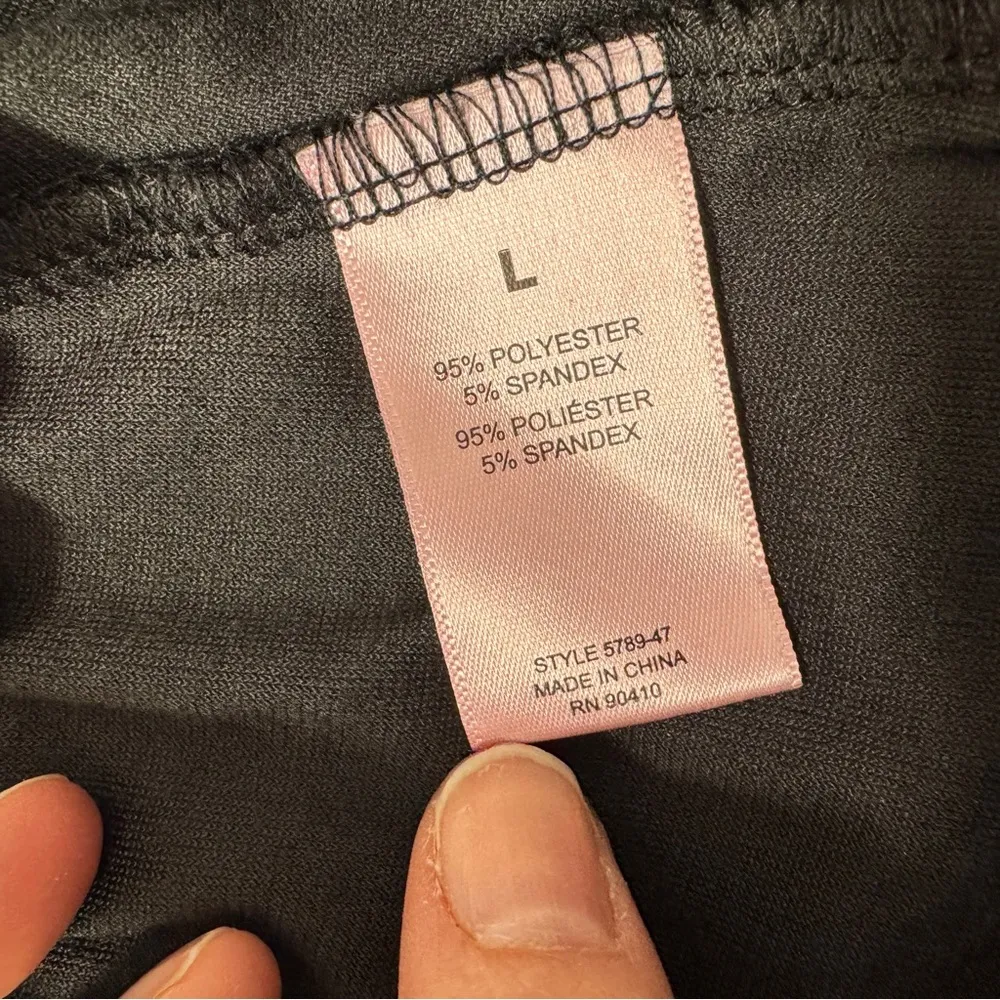 L
95% POLYESTER
5% SPANDEX
95% POLIÉSTER
5% SPANDEX
STYLE 5789-47
MADE IN CHINA
RN 90410